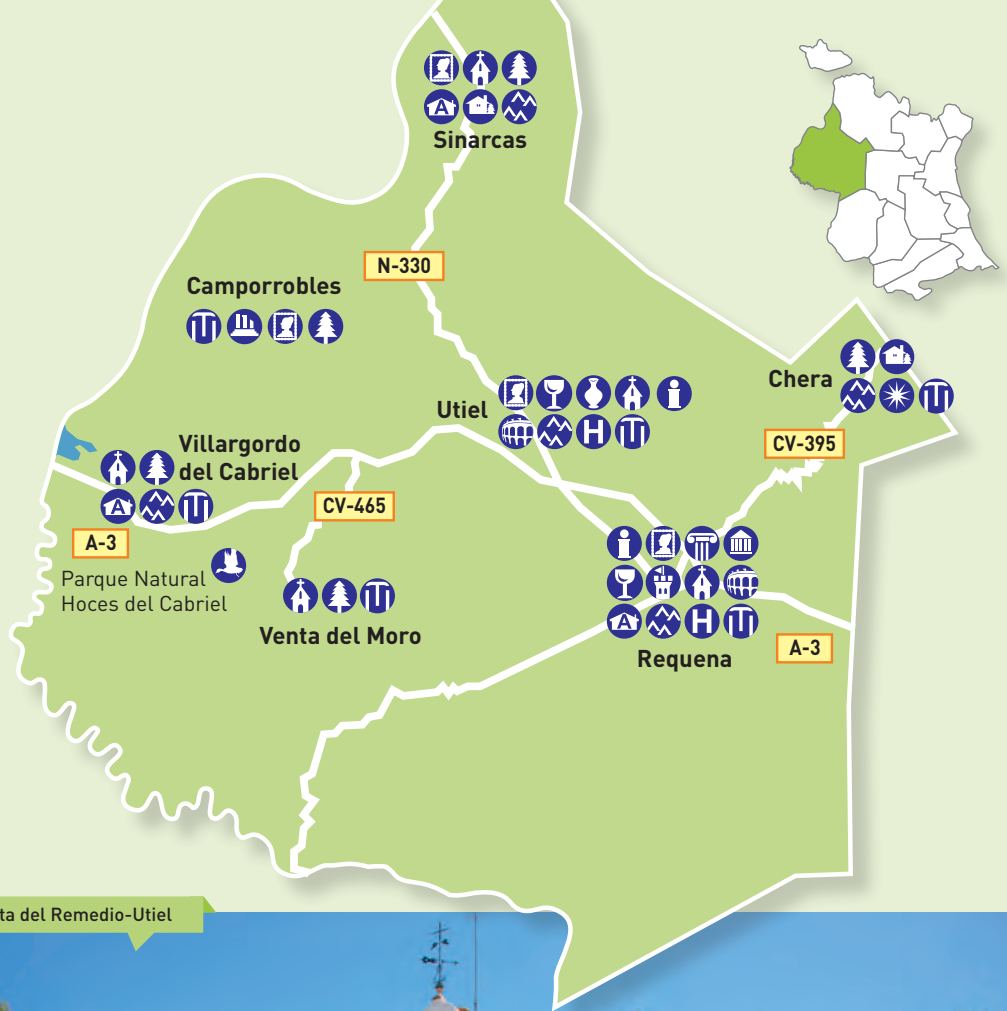 A
Sinarcas
N-330
Camporrobles
Chera
Utiel
i
H
CV-395
Villargordo
del Cabriel
A
CV-465
A-3
Parque Natural
Hoces del Cabriel
i
Venta del Moro
A
H
Requena
A-3
ta del Remedio-Utiel